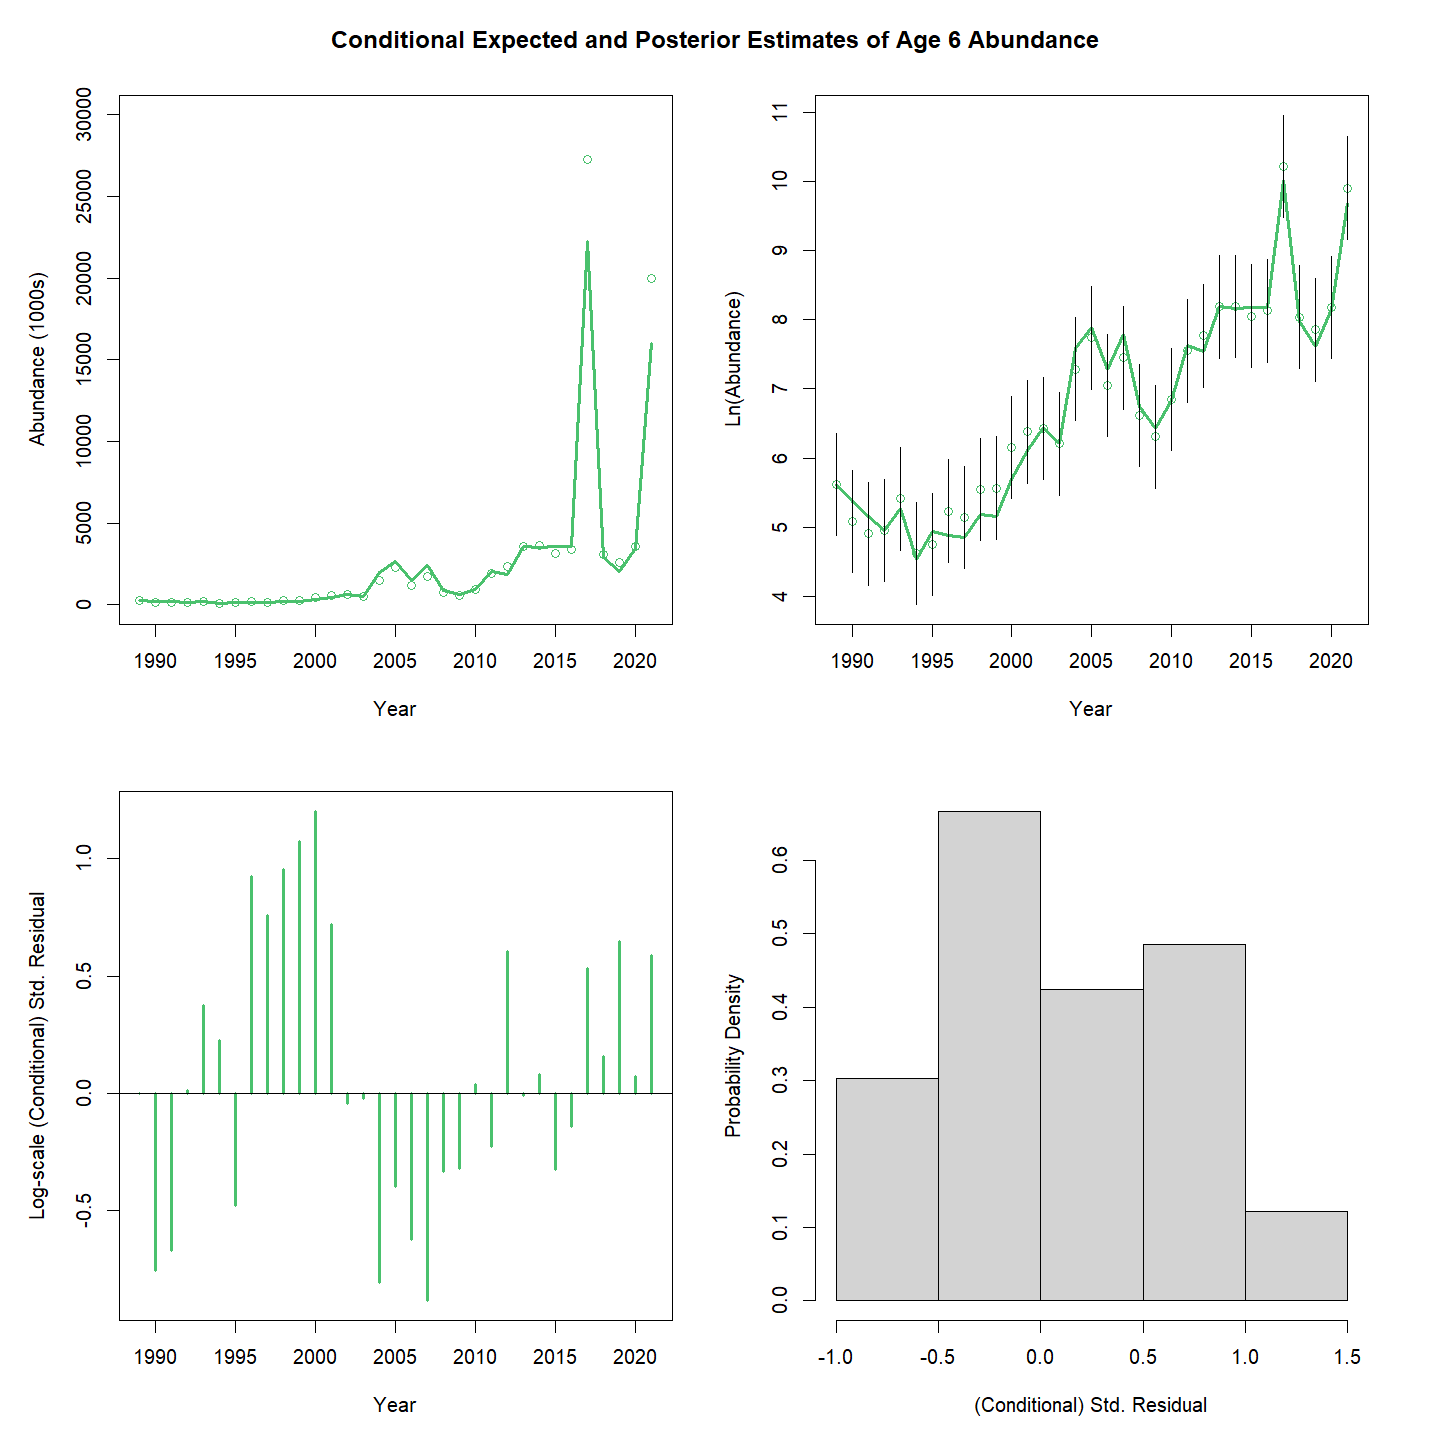 Conditional Expected and Posterior Estimates of Age 6 Abundance
Abundance (1000s)
0 5000 10000 15000 20000 25000 30000
1990 1995 2000 2005 2010 2015 2020
Year
Ln(Abundance)
4 5 6 7 8 9 10 11
1990 1995 2000 2005 2010 2015 2020
Year
Log-scale (Conditional) Std. Residual
-0.5 0.0 0.5 1.0
1990 1995 2000 2005 2010 2015 2020
Year
Probability Density
0.0 0.1 0.2 0.3 0.4 0.5 0.6
-1.0 -0.5 0.0 0.5 1.0 1.5
(Conditional) Std. Residual